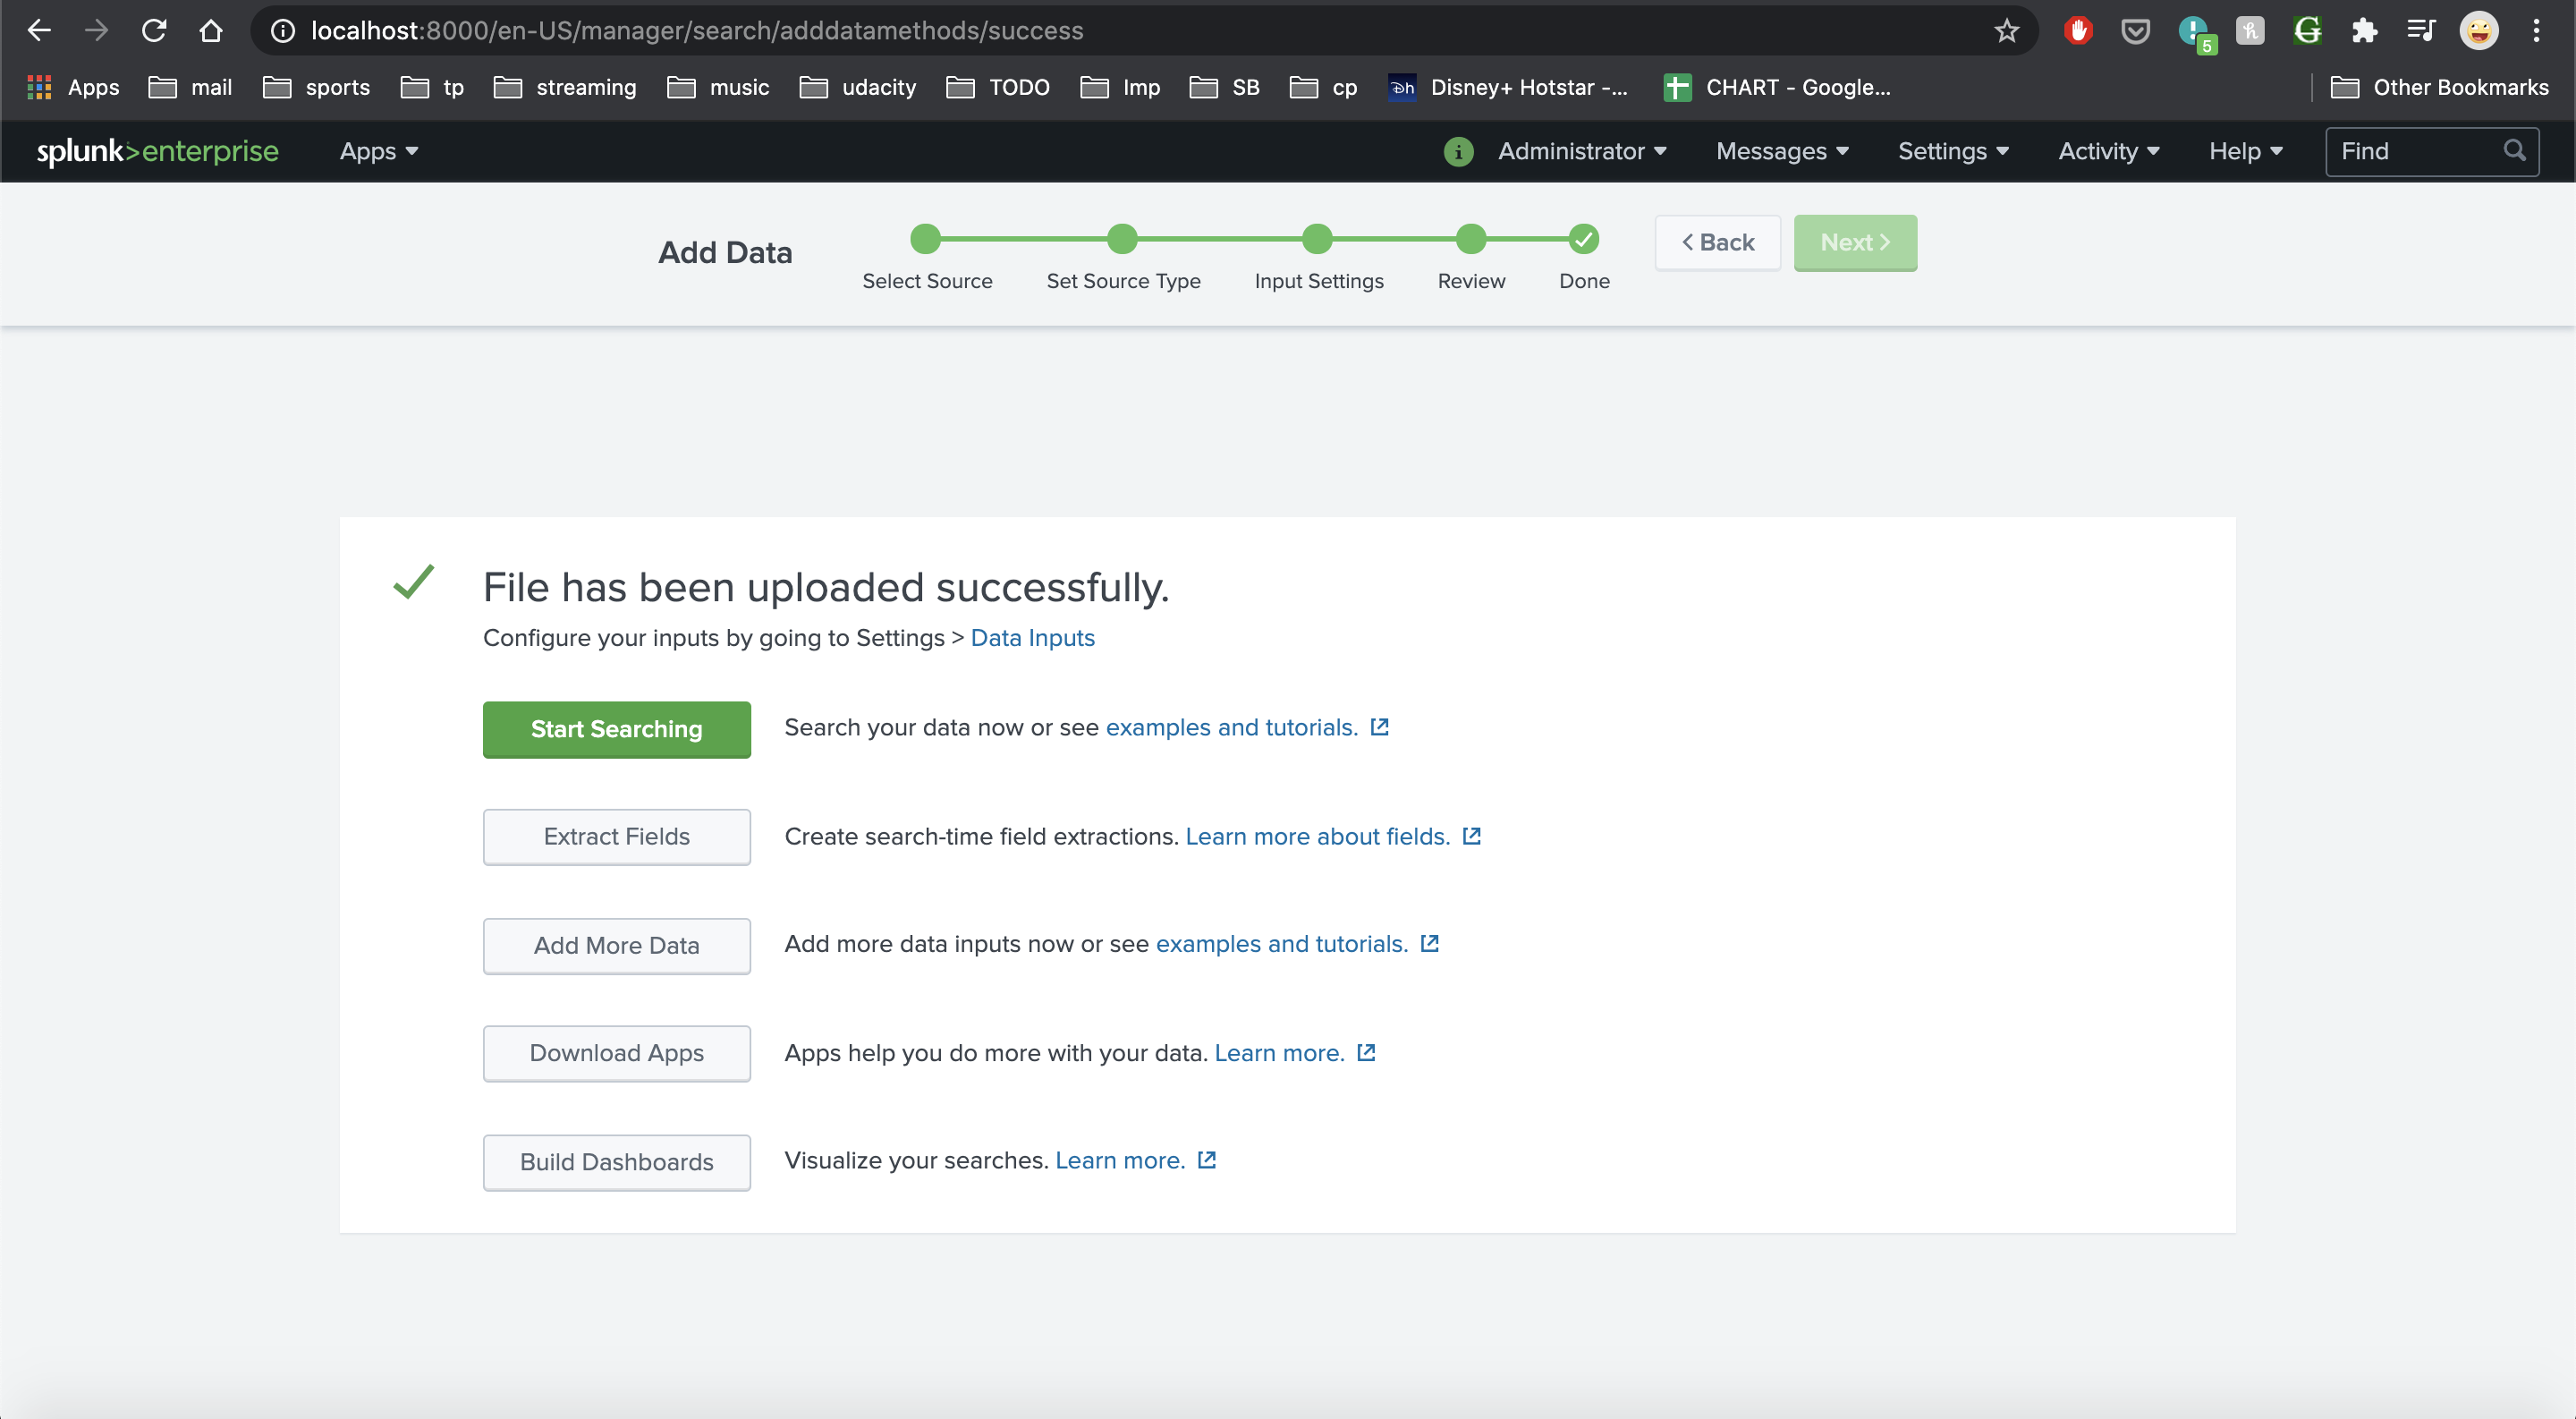 localhost:8000/en-US/manager/search/adddatamethods/success
5
Apps mail sports tp streaming music udacity TODO Imp SB cp Disney+ Hotstar -... CHART - Google... Other Bookmarks
splunk>enterprise Apps Administrator Messages Settings Activity Help Find
Add Data
Select Source Set Source Type Input Settings Review Done
< Back Next >
File has been uploaded successfully.
Configure your inputs by going to Settings > Data Inputs
Start Searching Search your data now or see examples and tutorials.
Extract Fields Create search-time field extractions. Learn more about fields.
Add More Data Add more data inputs now or see examples and tutorials.
Download Apps Apps help you do more with your data. Learn more.
Build Dashboards Visualize your searches. Learn more.